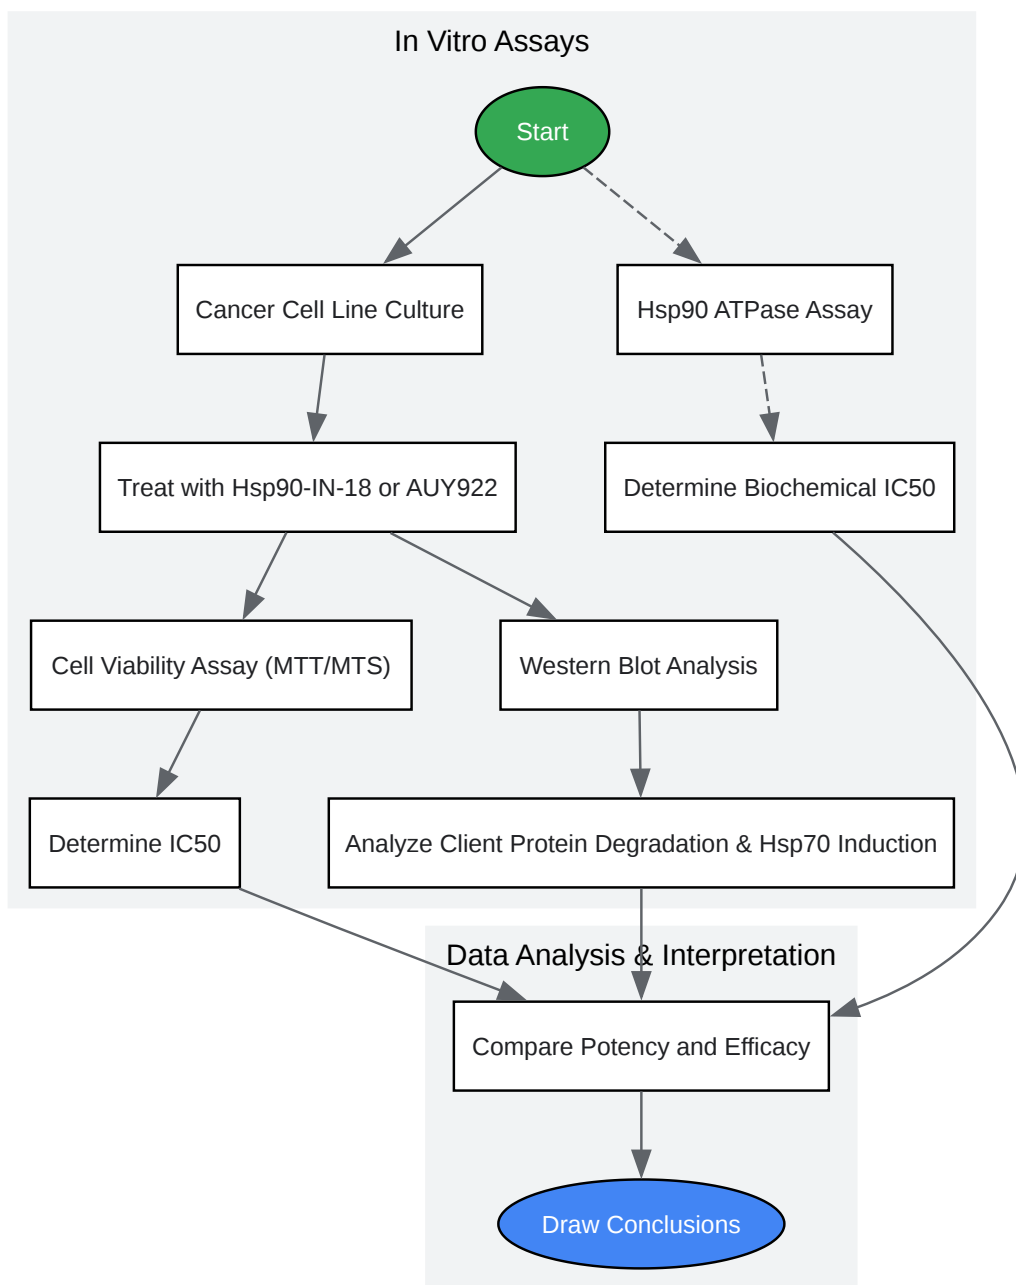 In Vitro Assays
Start
Cancer Cell Line Culture
Hsp90 ATPase Assay
Treat with Hsp90-IN-18 or AUY922
Determine Biochemical IC50
Cell Viability Assay (MTT/MTS)
Western Blot Analysis
Determine IC50
Analyze Client Protein Degradation & Hsp70 Induction
Data Analysis & Interpretation
Compare Potency and Efficacy
Draw Conclusions